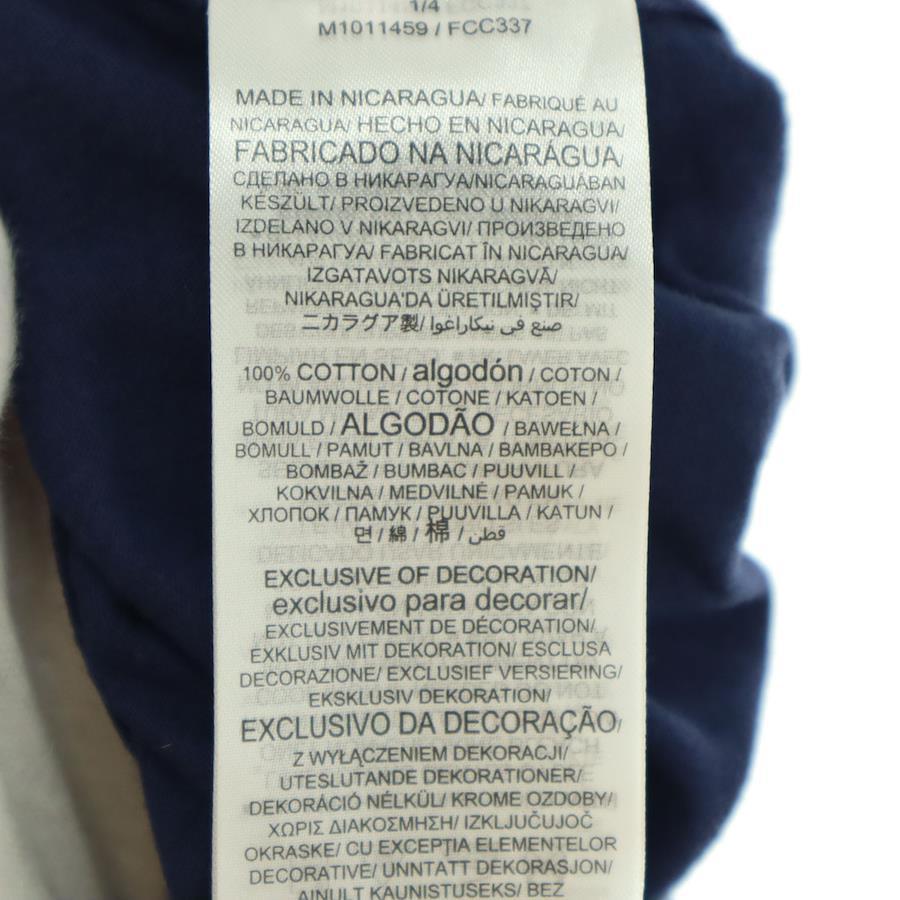 1/4
M1011459 / FCC337
MADE IN NICARAGUA/ FABRIQUÉ AU
NICARAGUA/ HECHO EN NICARAGUA/
FABRICADO NA NICARÁGUA/
СДЕЛАНО В НИКАРАГУА/NICARAGUÁBAN
KÉSZÜLT/ PROIZVEDENO U NIKARAGVI/
IZDELANO V NIKARAGVI/ ПРОИЗВЕДЕНО
В НИКАРАГУА/ FABRICAT ÎN NICARAGUA/
IZGATAVOTS NIKARAGVĀ/
NIKARAGUA'DA ÜRETILMIŞTIR/
ニカラグア製/ صنع في نيكاراغوا
100% COTTON / algodón / COTON /
BAUMWOLLE / COTONE / KATOEN /
BOMULD / ALGODÃO / BAWEŁNA /
BOMULL / PAMUT / BAVLNA / ΒΑΜΒΑΚΕΡΟ /
BOMBAŽ / BUMBAC / PUUVILL /
KOKVILNA / MEDVILNĖ / PAMUK /
ХЛОПОК / ПАМУК / PUUVILLA / KATUN /
면 / 綿 / 棉 / قطن
EXCLUSIVE OF DECORATION/
exclusivo para decorar/
EXCLUSIVEMENT DE DÉCORATION/
EXKLUSIV MIT DEKORATION/ ESCLUSA
DECORAZIONE/ EXCLUSIEF VERSIERING/
EKSKLUSIV DEKORATION/
EXCLUSIVO DA DECORAÇÃO/
Z WYŁĄCZENIEM DEKORACJI/
UTESLUTANDE DEKORATIONER/
DEKORÁCIÓ NÉLKÜL/ KROME OZDOBY/
ΧΩΡΙΣ ΔΙΑΚΟΣΜΗΣΗ/ IZKLJUČUJOČ
OKRASKE/ CU EXCEPȚIA ELEMENTELOR
DECORATIVE/ UNNTATT DEKORASJON/
AINULT KAUNISTUSEKS/ BEZ